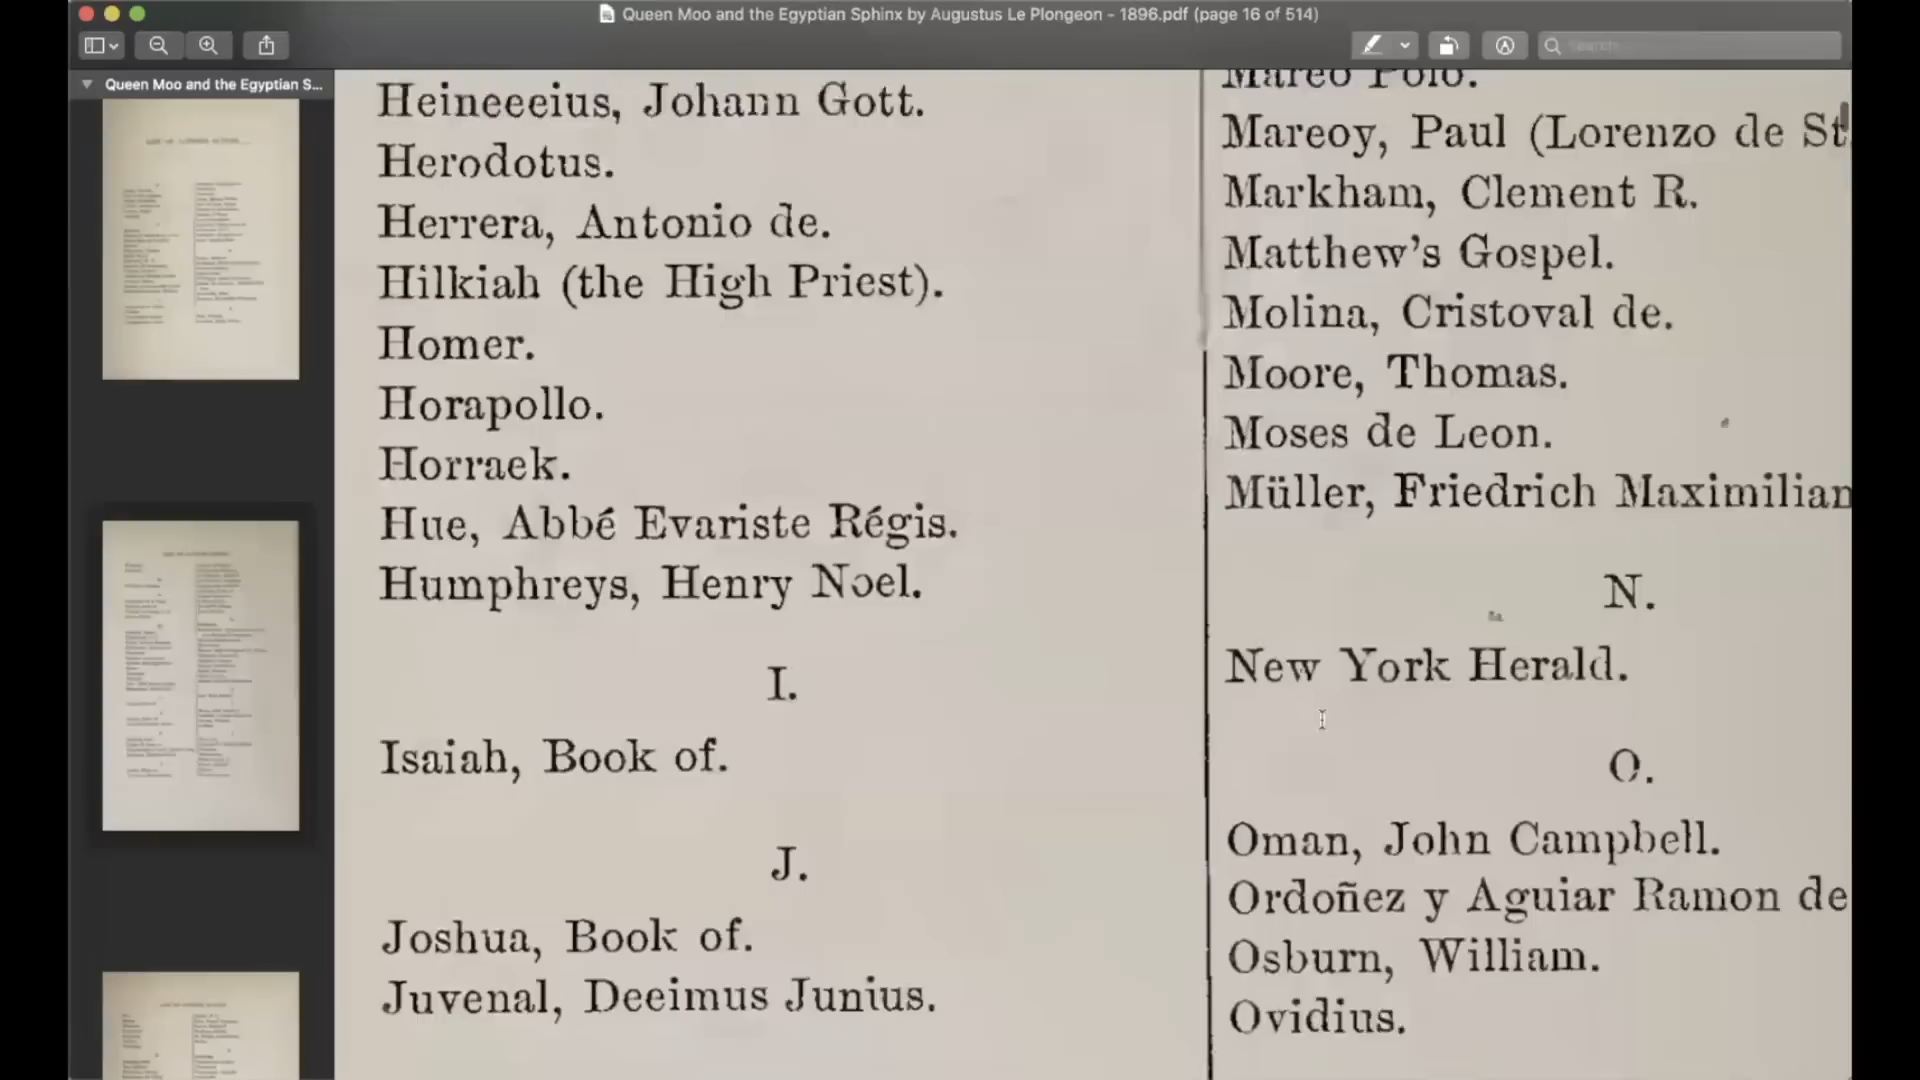 Queen Moo and the Egyptian Sphinx by Augustus Le Plongeon - 1896.pdf (page 16 of 514)
Search
Queen Moo and the Egyptian S...
Heineeeius, Johann Gott.
Herodotus.
Herrera, Antonio de.
Hilkiah (the High Priest).
Homer.
Horapollo.
Horraek.
Hue, Abbé Evariste Régis.
Humphreys, Henry Noel.
I.
Isaiah, Book of.
J.
Joshua, Book of.
Juvenal, Deeimus Junius.
Mareo Polo.
Mareoy, Paul (Lorenzo de St
Markham, Clement R.
Matthew's Gospel.
Molina, Cristoval de.
Moore, Thomas.
Moses de Leon.
Müller, Friedrich Maximilian
N.
New York Herald.
O.
Oman, John Campbell.
Ordoñez y Aguiar Ramon de
Osburn, William.
Ovidius.